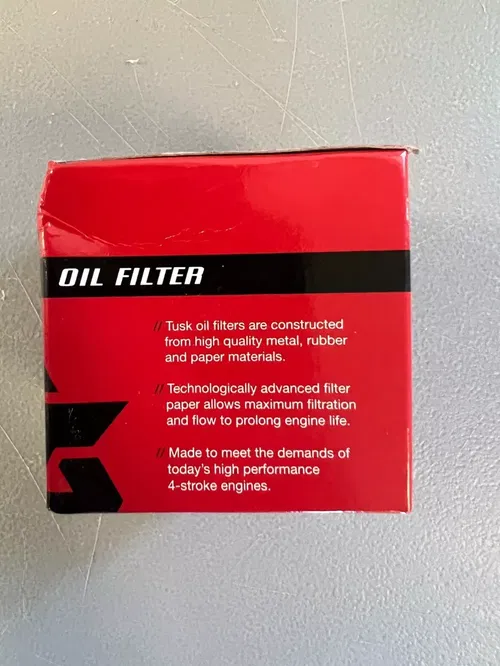 OIL FILTER
// Tusk oil filters are constructed
from high quality metal, rubber
and paper materials.
// Technologically advanced filter
paper allows maximum filtration
and flow to prolong engine life.
// Made to meet the demands of
today's high performance
4-stroke engines.